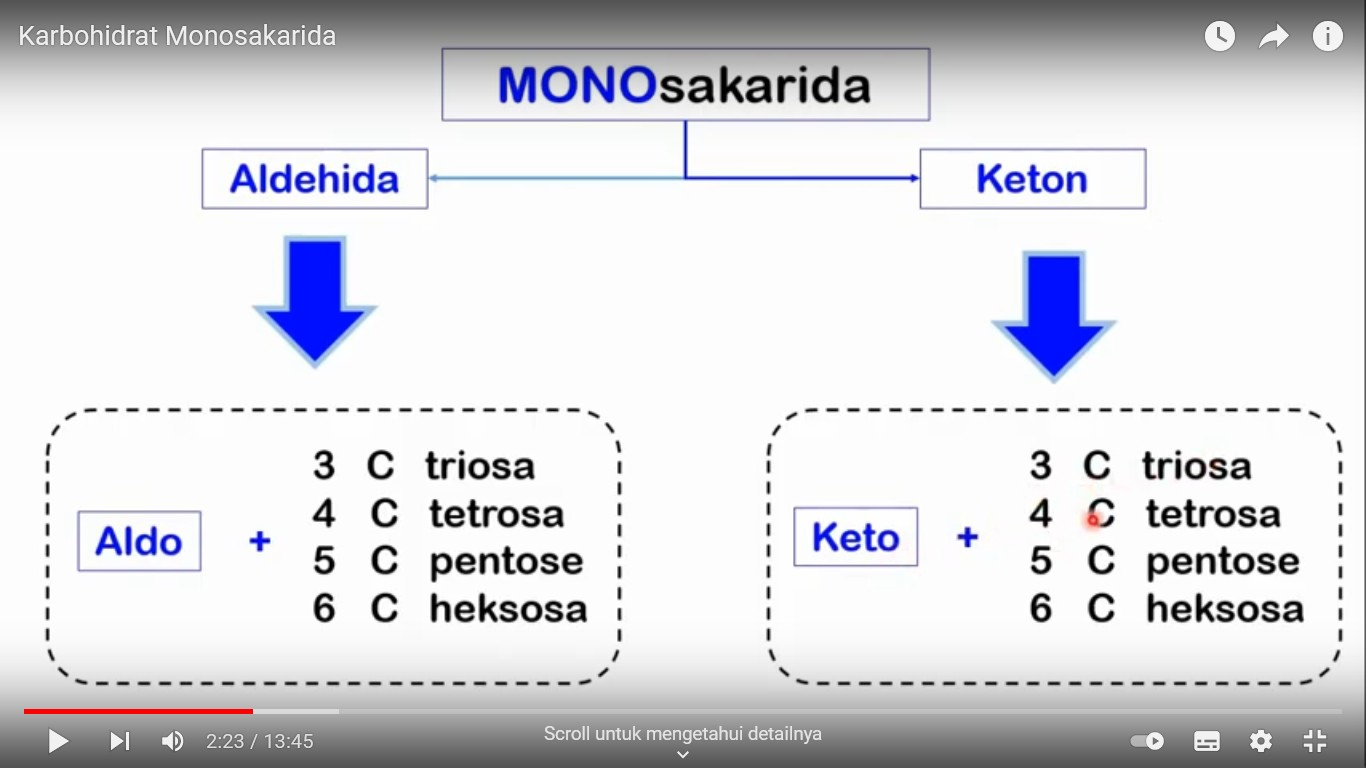 Karbohidrat Monosakarida
MONOsakarida
Aldehida
Keton
Aldo +
3 C triosa
4 C tetrosa
5 C pentose
6 C heksosa
Keto +
3 C triosa
4 C tetrosa
5 C pentose
6 C heksosa
2:23 / 13:45
Scroll untuk mengetahui detailnya